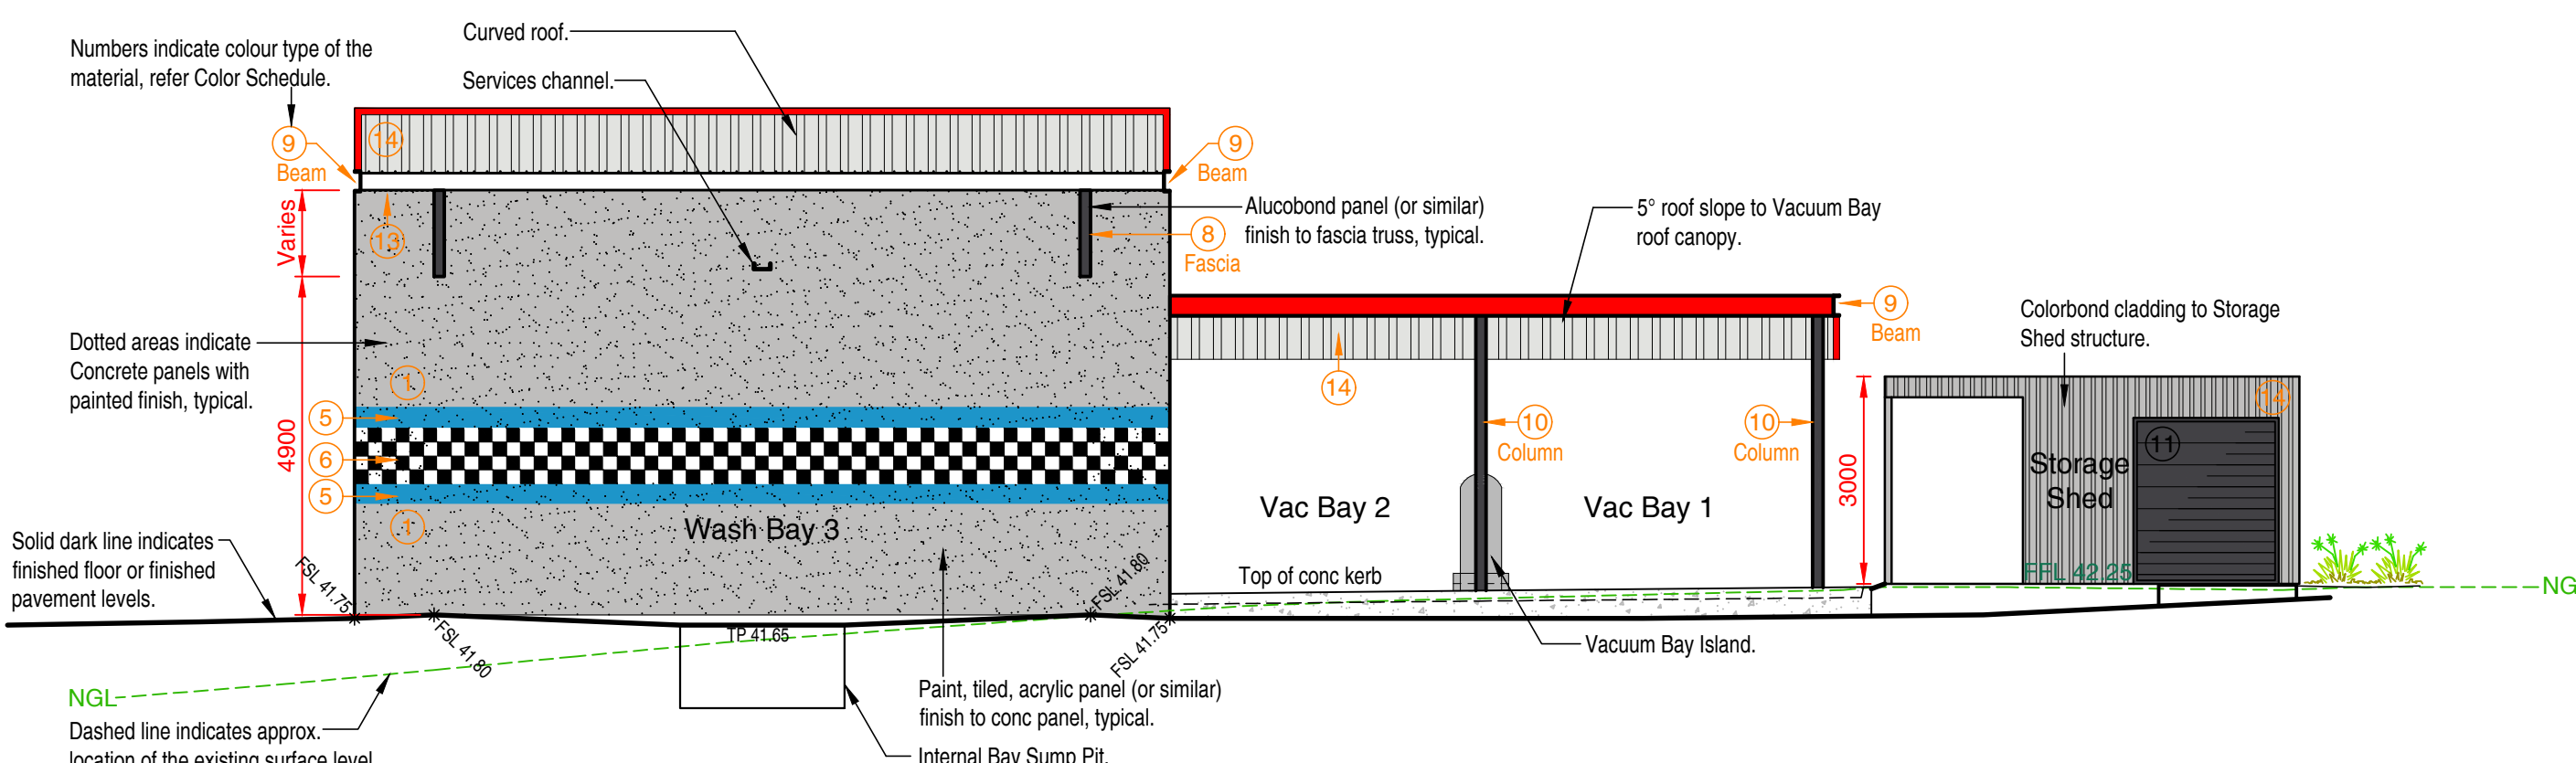 Numbers indicate colour type of the
material, refer Color Schedule.
Curved roof.
Services channel.
9
Beam
14
9
Beam
13
Varies
Alucobond panel (or similar)
finish to fascia truss, typical.
8
Fascia
5° roof slope to Vacuum Bay
roof canopy.
9
Beam
Colorbond cladding to Storage
Shed structure.
Dotted areas indicate
Concrete panels with
painted finish, typical.
1
14
14
5
4900
6
5
10
Column
10
Column
3000
11
Storage
Shed
1
Wash Bay 3
Vac Bay 2
Vac Bay 1
Solid dark line indicates
finished floor or finished
pavement levels.
FSL 41.75
FSL 41.80
TP 41.65
FSL 41.80
FSL 41.75
Top of conc kerb
FFL 42.25
NG
Vacuum Bay Island.
NGL
Paint, tiled, acrylic panel (or similar)
finish to conc panel, typical.
Dashed line indicates approx.
location of the existing surface level
Internal Bay Sump Pit.